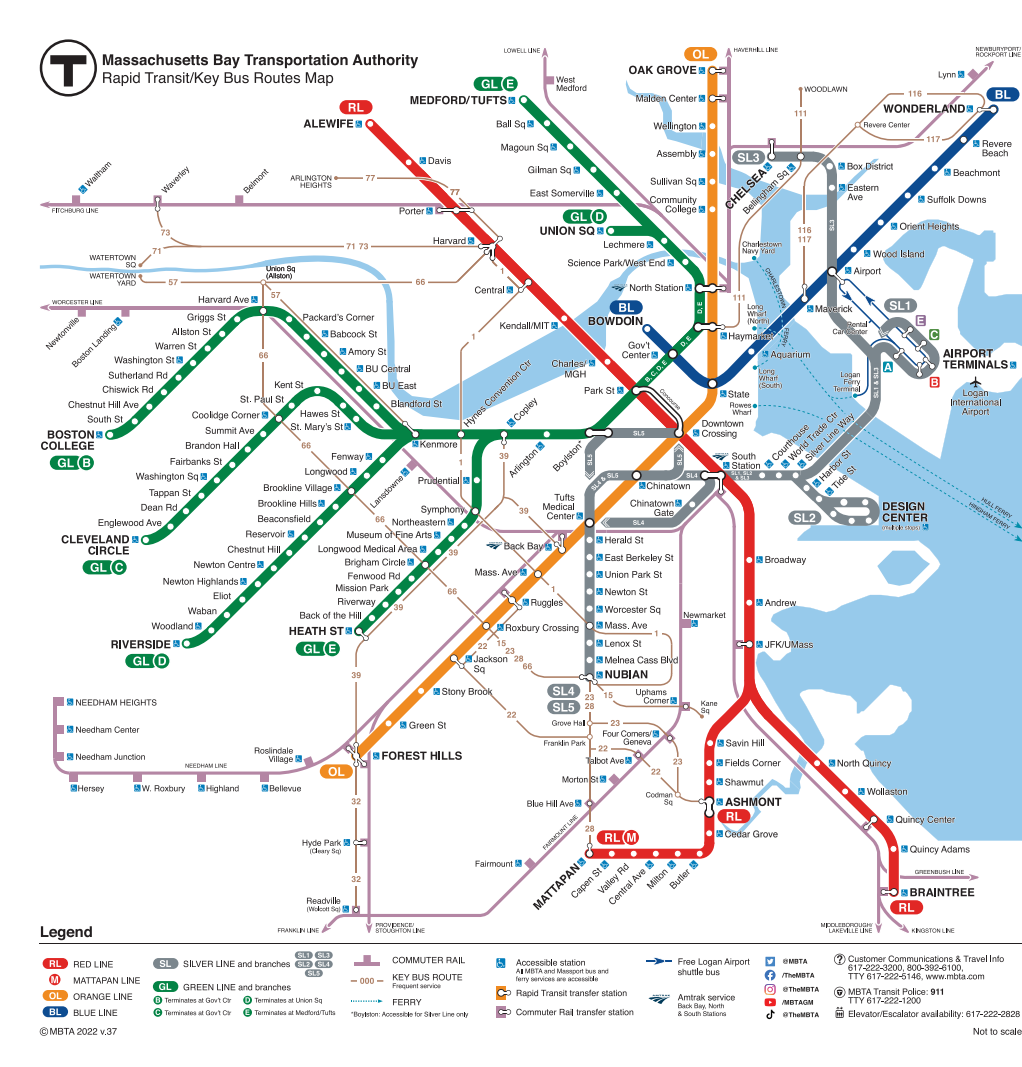 T
Massachusetts Bay Transportation Authority
Rapid Transit/Key Bus Routes Map
LOWELL LINE
HAVERHILL LINE
NEWBURYPORT/
ROCKPORT LINE
OL
OAK GROVE
West
Medford
GL E
MEDFORD/TUFTS
Malden Center
WOODLAWN
Lynn
BL
WONDERLAND
116
RL
ALEWIFE
Ball Sq
Wellington
111
Revere Center
117
Magoun Sq
Assembly
SL3
CHELSEA
Bellingham Sq
Box District
Revere
Beach
Davis
Gilman Sq
Sullivan Sq
Eastern
Ave
Beachmont
Waltham
Waverley
Belmont
ARLINGTON
HEIGHTS
77
77
East Somerville
Community
College
SL3
Suffolk Downs
FITCHBURG LINE
Porter
GL D
UNION SQ
116
117
Orient Heights
73
Harvard
Lechmere
Charlestown
Navy Yard
Wood Island
71
71 73
Science Park/West End
CHARLESTOWN
FERRY
Airport
WATERTOWN
SQ
WATERTOWN
YARD
57
Union Sq
(Allston)
66
1
Central
North Station
111
Long
Wharf
(North)
Maverick
SL1
E
C
WORCESTER LINE
Harvard Ave
57
D, E
BL
BOWDOIN
Rental
Car Center
Newtonville
Boston Landing
Griggs St
Packard's Corner
Kendall/MIT
D, E
Haymarket
Allston St
Babcock St
Gov't
Center
Aquarium
A
B
AIRPORT
TERMINALS
Warren St
Amory St
Charles/
MGH
B, C, D, E
Long
Wharf
(South)
Logan
Ferry
Terminal
SL1 & SL3
Logan
International
Airport
Washington St
66
BU Central
Sutherland Rd
Kent St
BU East
Hynes Convention Ctr
Park St
State
Chiswick Rd
St. Paul St
Blandford St
Concourse
Rowes
Wharf
Chestnut Hill Ave
Coolidge Corner
Hawes St
Copley
Downtown
Crossing
South St
Summit Ave
St. Mary's St
Kenmore
1
SL5
Courthouse
World Trade Ctr
Silver Line Way
BOSTON
COLLEGE
GL B
Brandon Hall
66
Fenway
39
Arlington
Boylston*
SL5
SL5
South
Station
Harbor St
Fairbanks St
Longwood
Lansdowne
1
SL4 & SL5
SL4
SL1, SL2
& SL3
Tide St
Washington Sq
Brookline Village
Prudential
Chinatown
Tappan St
Brookline Hills
Symphony
39
Tufts
Medical
Center
Chinatown
Gate
SL2
DESIGN
CENTER
(multiple stops)
HULL FERRY
HINGHAM FERRY
Dean Rd
Beaconsfield
66
Northeastern
SL4
Englewood Ave
Reservoir
Museum of Fine Arts
39
Back Bay
Herald St
CLEVELAND
CIRCLE
GL C
Chestnut Hill
Longwood Medical Area
East Berkeley St
Broadway
Newton Centre
Brigham Circle
Mass. Ave
Union Park St
Newton Highlands
Fenwood Rd
66
1
Newton St
Eliot
Mission Park
Ruggles
Worcester Sq
Andrew
Waban
Riverway
39
Roxbury Crossing
Mass. Ave
Newmarket
Woodland
Back of the Hill
22
15
23
28
1
RIVERSIDE
GL D
HEATH ST
GL E
Jackson
Sq
66
Lenox St
JFK/UMass
39
Melnea Cass Blvd
Stony Brook
NUBIAN
SL4
SL5
23
28
15
Uphams
Corner
Kane
Sq
NEEDHAM HEIGHTS
22
Green St
Grove Hall
23
Needham Center
Roslindale
Village
Franklin Park
Four Corners/
Geneva
Savin Hill
Needham Junction
NEEDHAM LINE
FOREST HILLS
22
Talbot Ave
Fields Corner
North Quincy
OL
Morton St
22
23
Shawmut
Hersey
W. Roxbury
Highland
Bellevue
32
Blue Hill Ave
Codman
Sq
ASHMONT
RL
Wollaston
28
FAIRMOUNT LINE
Quincy Center
Hyde Park
(Cleary Sq)
RL M
Cedar Grove
Quincy Adams
32
Fairmount
MATTAPAN
Capen St
Valley Rd
Central Ave
Milton
Butler
GREENBUSH LINE
Readville
(Wolcott Sq)
BRAINTREE
RL
FRANKLIN LINE
PROVIDENCE/
STOUGHTON LINE
MIDDLEBOROUGH/
LAKEVILLE LINE
KINGSTON LINE
Legend
RL RED LINE
M MATTAPAN LINE
OL ORANGE LINE
BL BLUE LINE
SL SILVER LINE and branches SL1 SL3 SL2 SL4 SL5
GL GREEN LINE and branches
B Terminates at Gov't Ctr D Terminates at Union Sq
C Terminates at Gov't Ctr E Terminates at Medford/Tufts
COMMUTER RAIL
000 KEY BUS ROUTE
Frequent service
FERRY
*Boylston: Accessible for Silver Line only
Accessible station
All MBTA and Massport bus and
ferry services are accessible
Rapid Transit transfer station
Commuter Rail transfer station
Free Logan Airport
shuttle bus
Amtrak service
Back Bay, North
& South Stations
@MBTA
/TheMBTA
@TheMBTA
/MBTAGM
@TheMBTA
Customer Communications & Travel Info
617-222-3200, 800-392-6100,
TTY 617-222-5146, www.mbta.com
MBTA Transit Police: 911
TTY 617-222-1200
Elevator/Escalator availability: 617-222-2828
© MBTA 2022 v.37
Not to scale